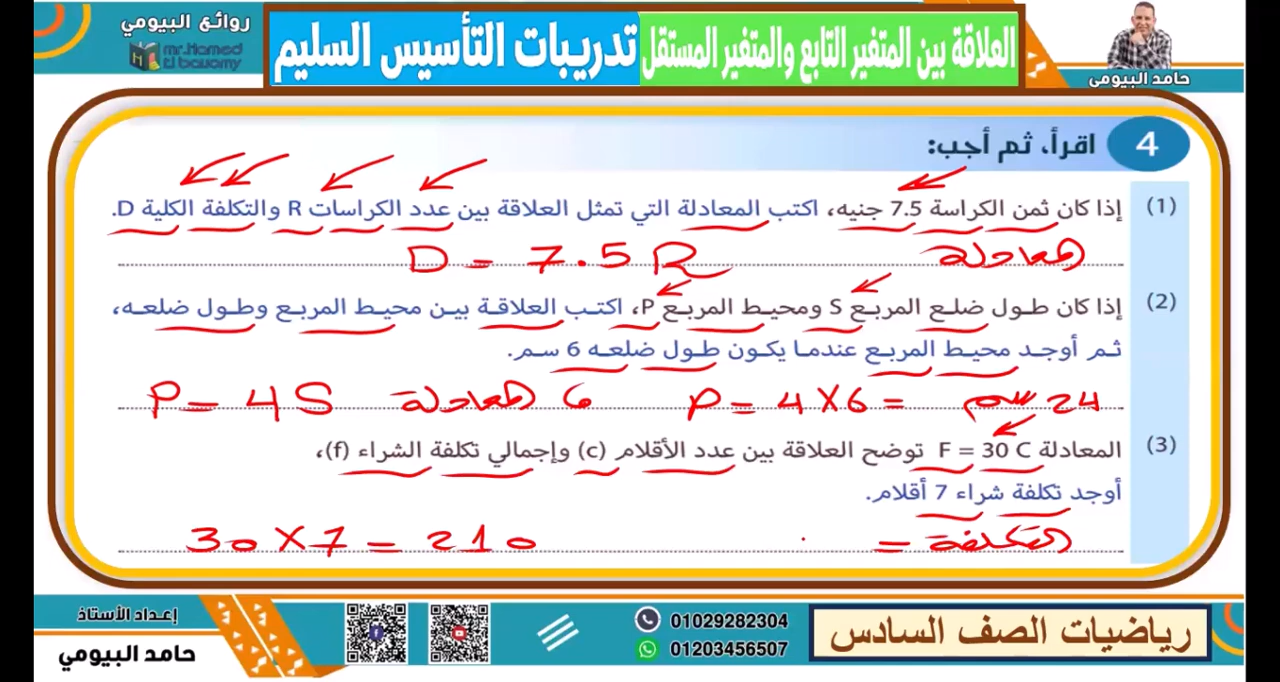 روائع البيومي
mr.Hamed
El bauomy
العلاقة بين المتغير التابع والمتغير المستقل
تدريبات التأسيس السليم
حامد البيومى
4 اقرأ، ثم أجب:
(1) إذا كان ثمن الكراسة 7.5 جنيه، اكتب المعادلة التي تمثل العلاقة بين عدد الكراسات R والتكلفة الكلية D.
المعادلة D = 7.5 R
(2) إذا كان طول ضلع المربع S ومحيط المربع P، اكتب العلاقة بين محيط المربع وطول ضلعه،
ثم أوجد محيط المربع عندما يكون طول ضلعه 6 سم.
P = 4 S المعادلة 6 P = 4 X 6 = 24 سم
(3) المعادلة F = 30 C توضح العلاقة بين عدد الأقلام (c) وإجمالي تكلفة الشراء (f)،
أوجد تكلفة شراء 7 أقلام.
التكلفة = 30 X 7 = 210
رياضيات الصف السادس
01029282304
01203456507
إعداد الأستاذ
حامد البيومي